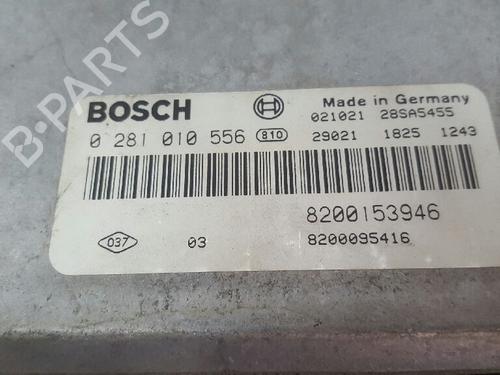 B-PARTS
BOSCH
Made in Germany
021021 28SA5455
0 281 010 556 810 29021 1825 1243
8200153946
037 03 8200095416